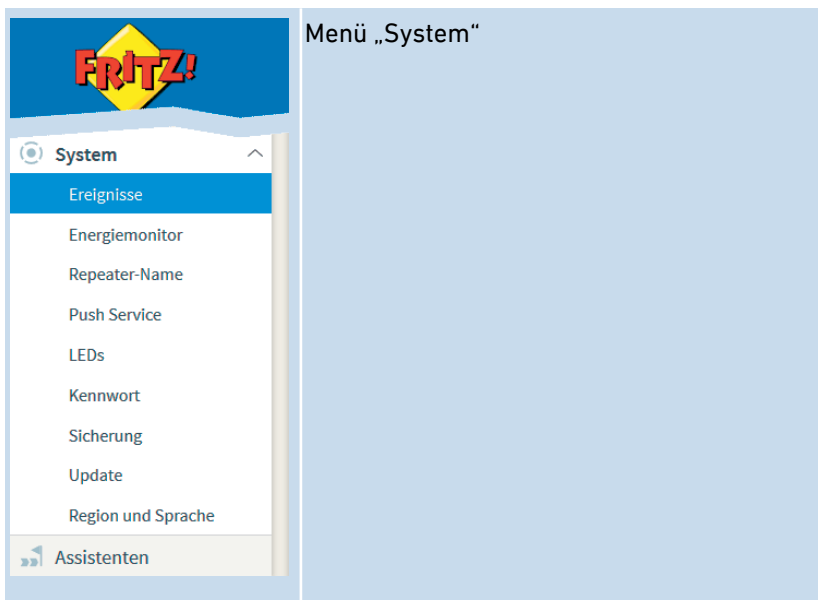 FRITZ!
Menü „System“
System
Ereignisse
Energiemonitor
Repeater-Name
Push Service
LEDs
Kennwort
Sicherung
Update
Region und Sprache
Assistenten